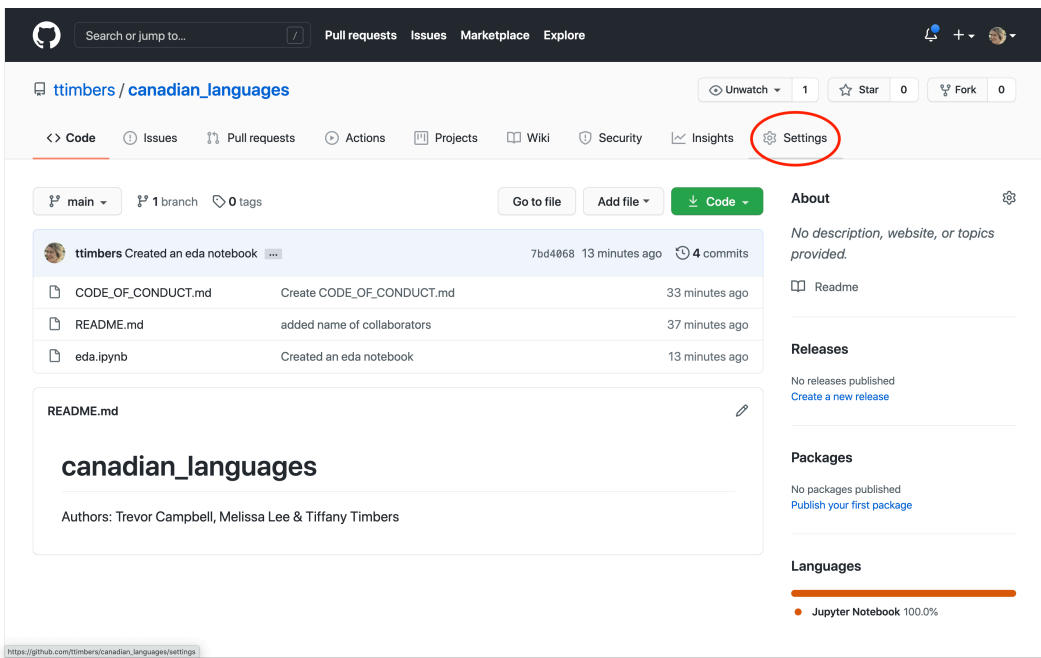 Search or jump to... /
Pull requests Issues Marketplace Explore
ttimbers / canadian_languages
Unwatch 1 Star 0 Fork 0
Code Issues Pull requests Actions Projects Wiki Security Insights Settings
main 1 branch 0 tags
Go to file Add file Code
ttimbers Created an eda notebook ... 7bd4068 13 minutes ago 4 commits
CODE_OF_CONDUCT.md Create CODE_OF_CONDUCT.md 33 minutes ago
README.md added name of collaborators 37 minutes ago
eda.ipynb Created an eda notebook 13 minutes ago
README.md
canadian_languages
Authors: Trevor Campbell, Melissa Lee & Tiffany Timbers
About
No description, website, or topics
provided.
Readme
Releases
No releases published
Create a new release
Packages
No packages published
Publish your first package
Languages
Jupyter Notebook 100.0%
https://github.com/ttimbers/canadian_languages/settings